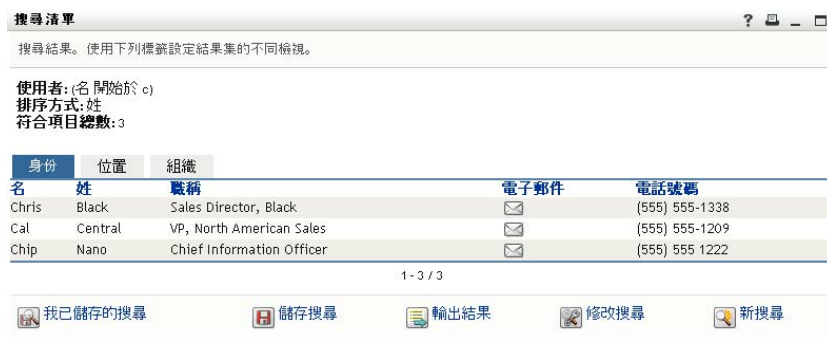 搜尋清單
搜尋結果。使用下列標籤設定結果集的不同檢視。
使用者:(名 開始於 c)
排序方式:姓
符合項目總數:3
身份 位置 組織
名 姓 職稱 電子郵件 電話號碼
Chris Black Sales Director, Black (555) 555-1338
Cal Central VP, North American Sales (555) 555-1209
Chip Nano Chief Information Officer (555) 555 1222
1 - 3 / 3
我已儲存的搜尋 儲存搜尋 輸出結果 修改搜尋 新搜尋